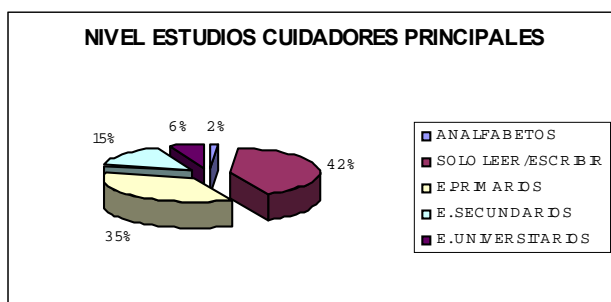 NIVEL ESTUDIOS CUIDADORES PRINCIPALES
6%
2%
15%
42%
35%
ANALFABETOS
SOLO LEER/ESCRIBIR
E.PRIMARIOS
E.SECUNDARIOS
E.UNIVERSITARIOS